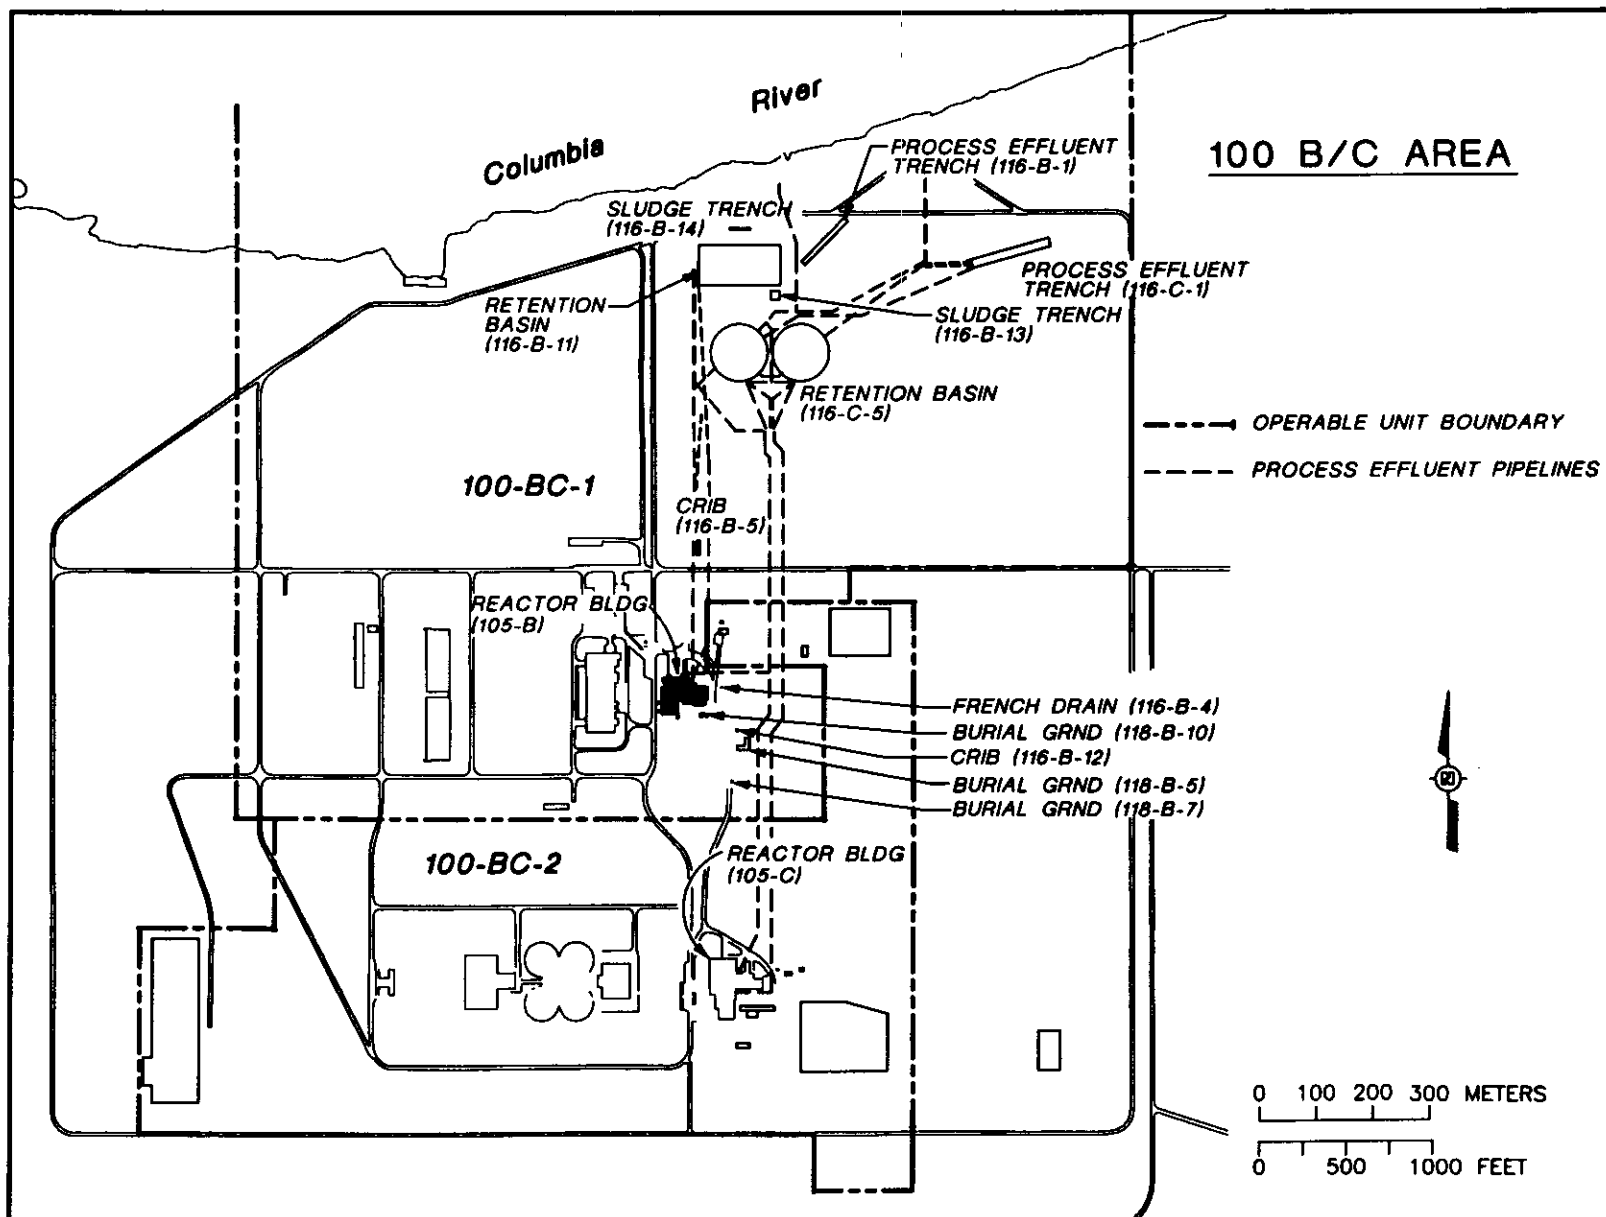 River
Columbia
100 B/C AREA
PROCESS EFFLUENT
TRENCH (116-B-1)
SLUDGE TRENCH
(116-B-14)
PROCESS EFFLUENT
TRENCH (116-C-1)
RETENTION
BASIN
(116-B-11)
SLUDGE TRENCH
(116-B-13)
RETENTION BASIN
(116-C-5)
OPERABLE UNIT BOUNDARY
PROCESS EFFLUENT PIPELINES
100-BC-1
CRIB
(116-B-5)
REACTOR BLDG
(105-B)
FRENCH DRAIN (116-B-4)
BURIAL GRND (118-B-10)
CRIB (116-B-12)
BURIAL GRND (118-B-5)
BURIAL GRND (118-B-7)
100-BC-2
REACTOR BLDG
(105-C)
0 100 200 300 METERS
0 500 1000 FEET